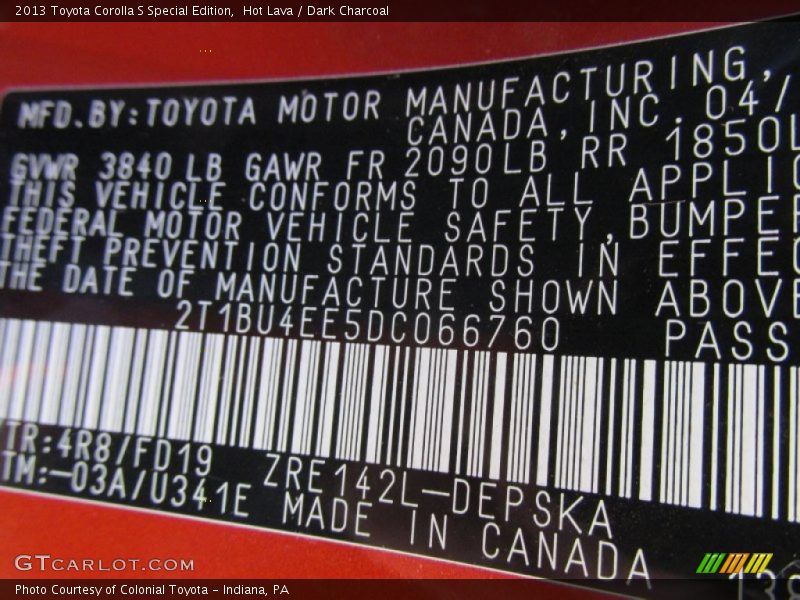 2013 Toyota Corolla S Special Edition,  Hot Lava / Dark Charcoal
MFD.BY:TOYOTA MOTOR MANUFACTURING,
CANADA, INC. 04/
GVWR 3840 LB GAWR FR 2090LB RR 1850L
THIS VEHICLE CONFORMS TO ALL APPLIC
FEDERAL MOTOR VEHICLE SAFETY,BUMPER
THEFT PREVENTION STANDARDS IN EFFEC
THE DATE OF MANUFACTURE SHOWN ABOVE
2T1BU4EE5DC066760 PASS
TR:4R8/FD19 ZRE142L-DEPSKA
TM:-03A/U341E MADE IN CANADA
GTCARLOT.COM
Photo Courtesy of Colonial Toyota - Indiana, PA